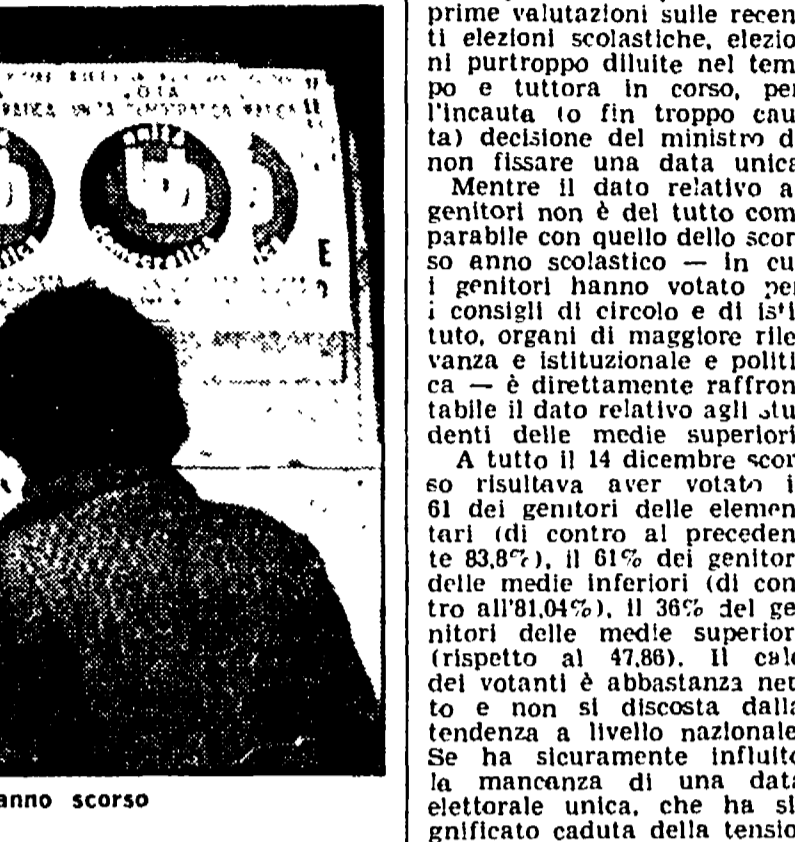 UNITA DEMOCRATICA
unità
democratica
E
anno scorso
prime valutazioni sulle recen
ti elezioni scolastiche, elezio
ni purtroppo diluite nel tem
po e tuttora in corso, per
l'incauta (o fin troppo cau
ta) decisione del ministro di
non fissare una data unica
Mentre il dato relativo a
genitori non è del tutto com
parabile con quello dello scor
so anno scolastico — in cu
i genitori hanno votato per
i consigli di circolo e di isti
tuto, organi di maggiore rile
vanza e istituzionale e politi
ca — è direttamente raffron
tabile il dato relativo agli stu
denti delle medie superiori
A tutto il 14 dicembre scor
so risultava aver votato i
61 dei genitori delle elemen
tari (di contro al preceden
te 83,8%), il 61% dei genitor
delle medie inferiori (di con
tro all'81,04%), il 36% del ge
nitori delle medie superior
(rispetto al 47,86). Il calo
dei votanti è abbastanza net
to e non si discosta dalla
tendenza a livello nazionale
Se ha sicuramente influito
la mancanza di una data
elettorale unica, che ha si
gnificato caduta della tensio